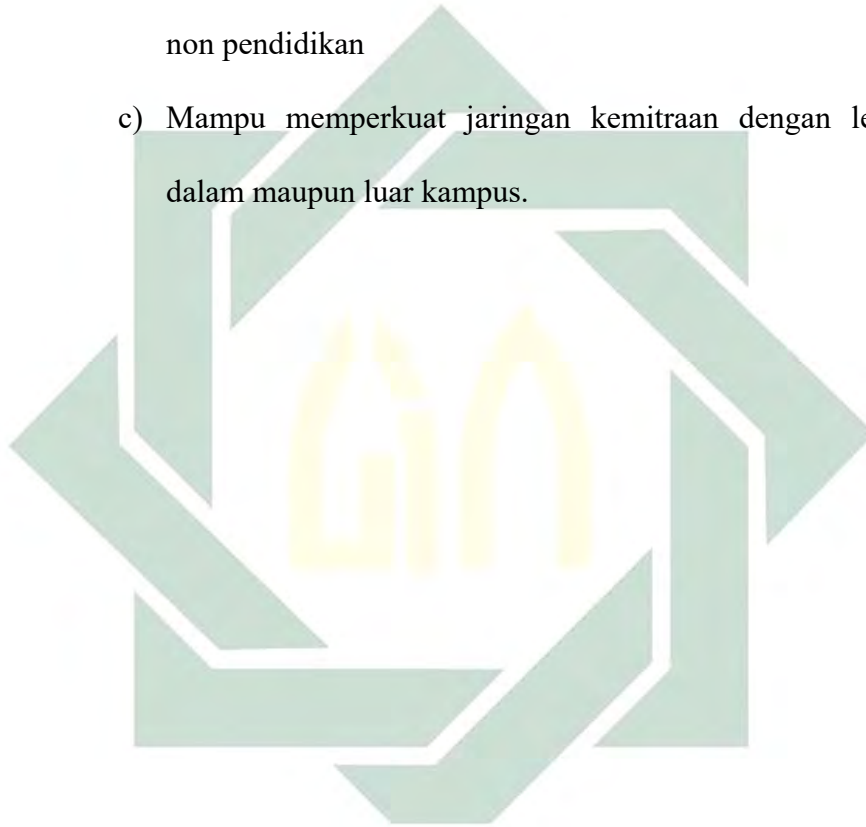 non pendidikan
c) Mampu memperkuat jaringan kemitraan dengan
dalam maupun luar kampus.